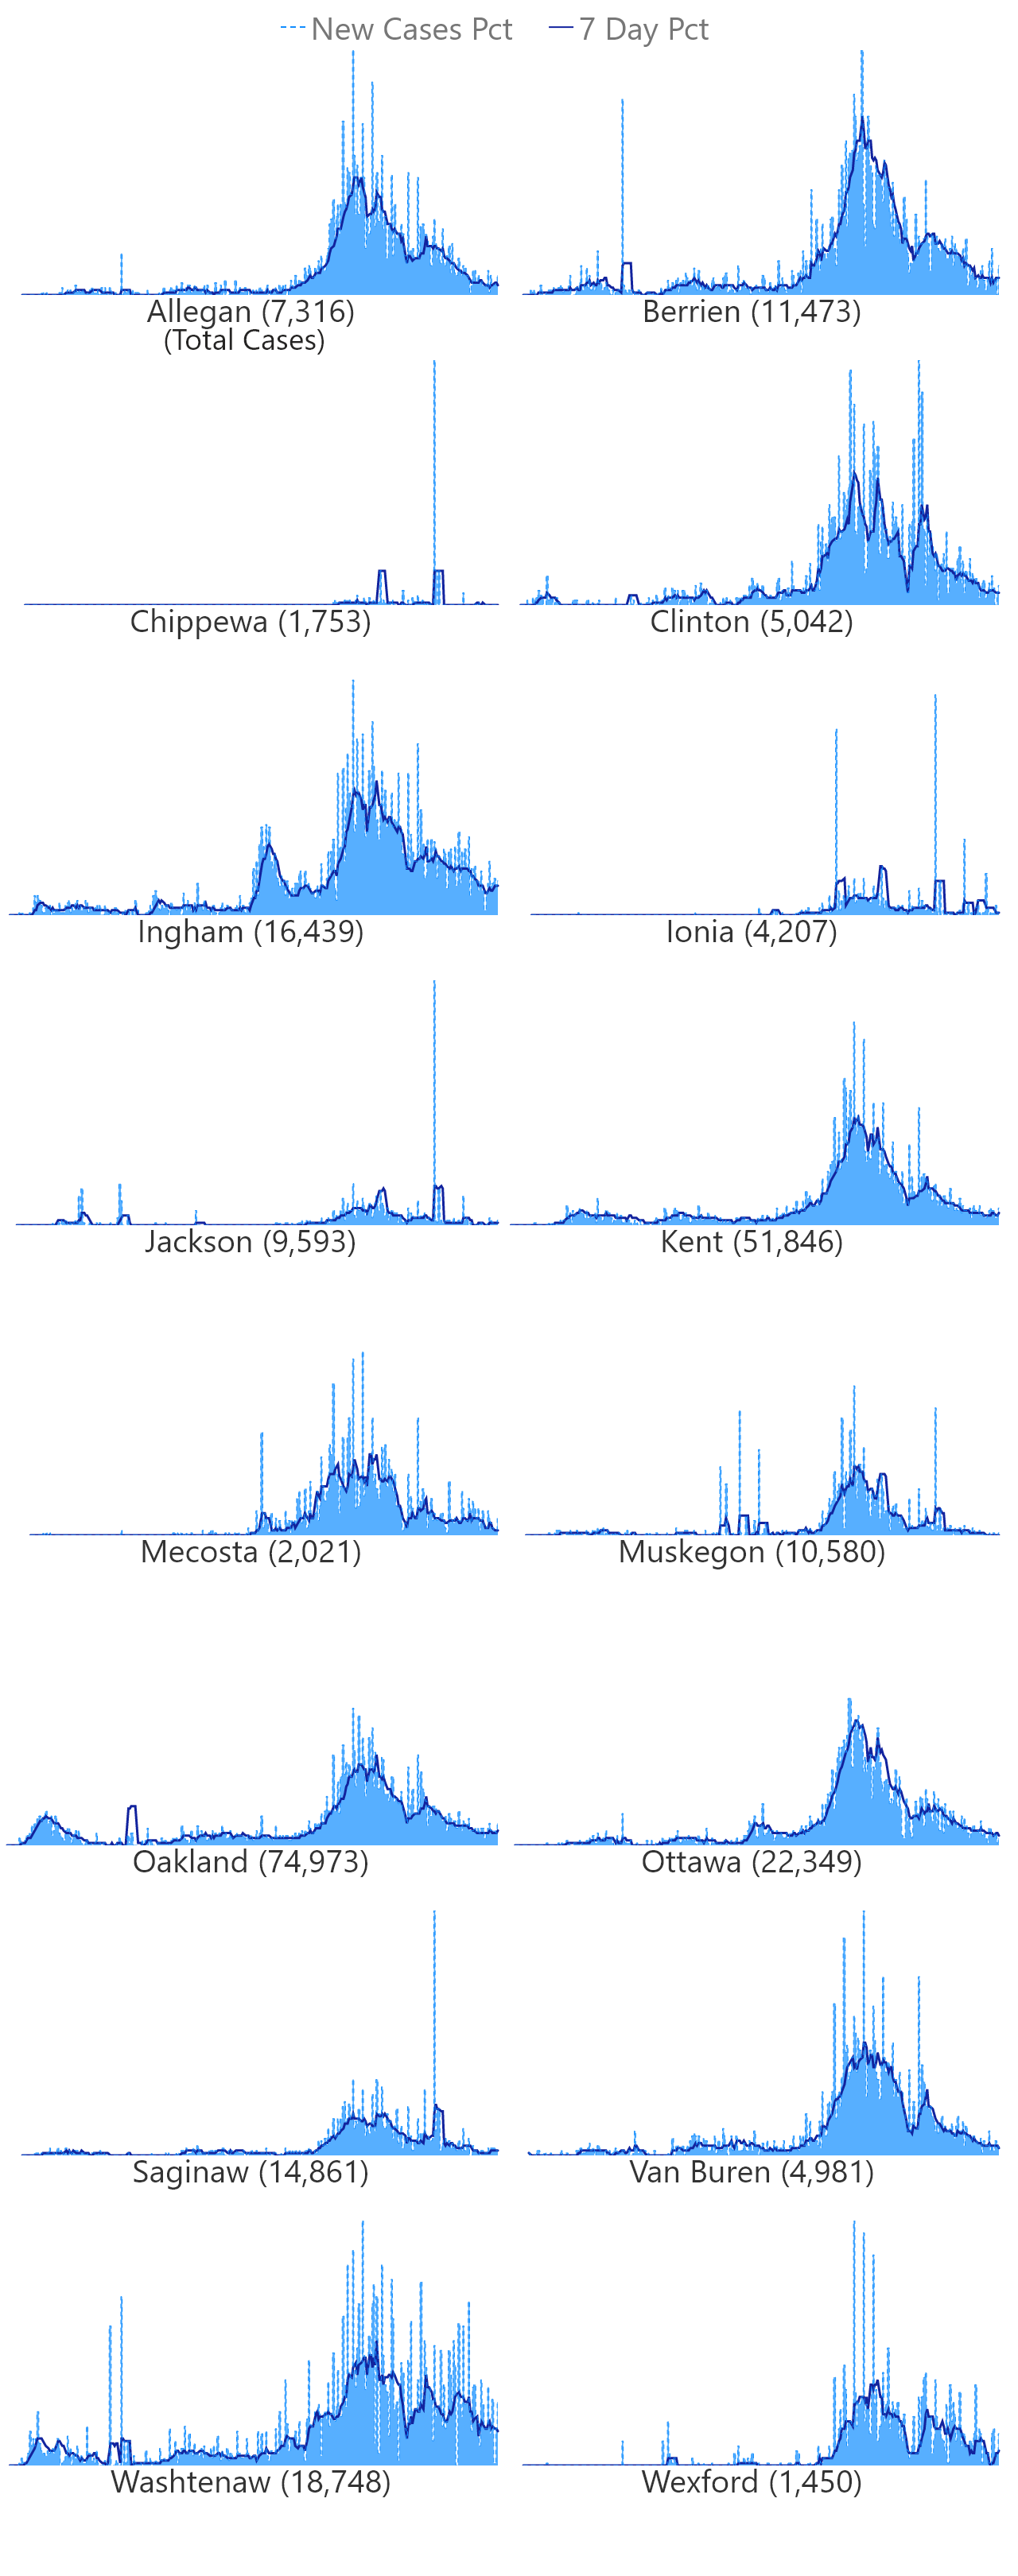 New Cases Pct 7 Day Pct
Allegan (7,316) Berrien (11,473)
(Total Cases)
Chippewa (1,753) Clinton (5,042)
Ingham (16,439) Ionia (4,207)
Jackson (9,593) Kent (51,846)
Mecosta (2,021) Muskegon (10,580)
Oakland (74,973) Ottawa (22,349)
Saginaw (14,861) Van Buren (4,981)
Washtenaw (18,748) Wexford (1,450)